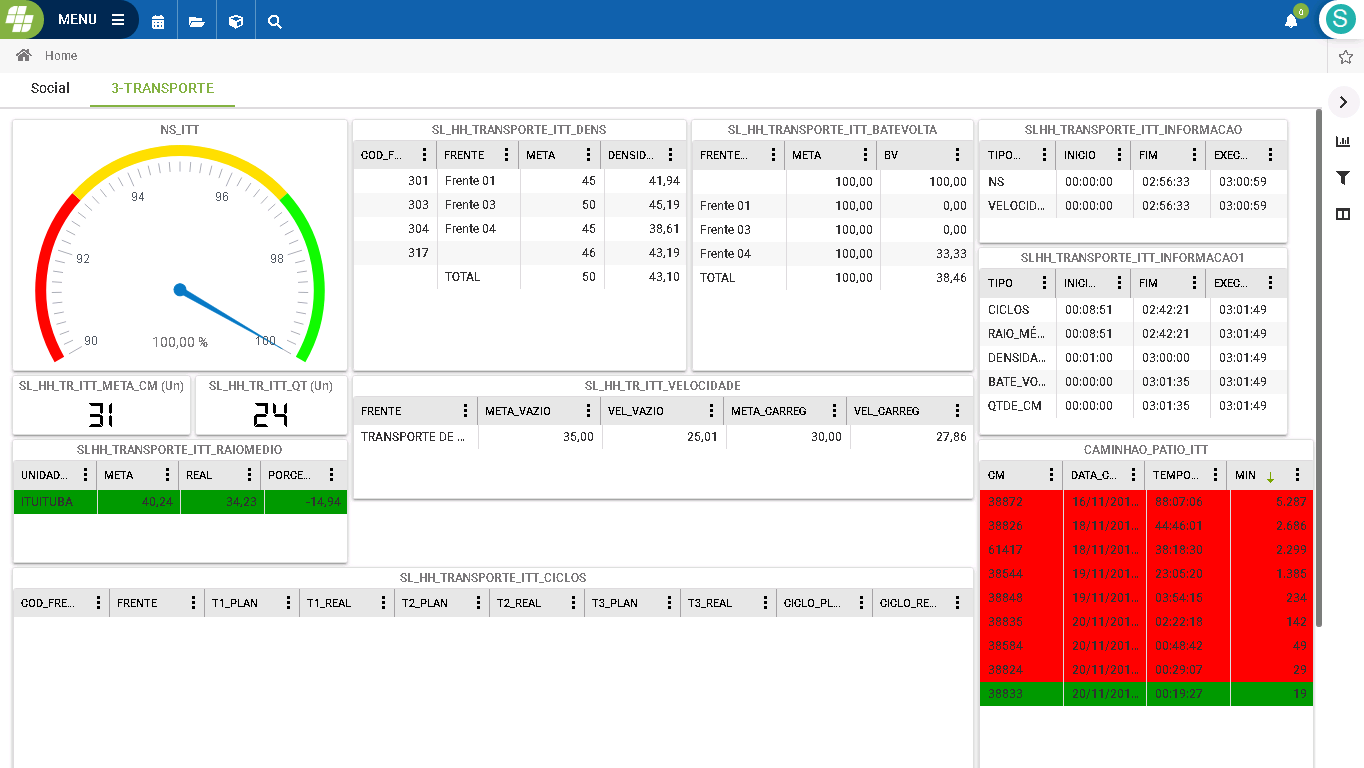 MENU
0
S
Home
Social 3-TRANSPORTE
NS_ITT
94 96
92 98
90 100,00 % 100
SL_HH_TRANSPORTE_ITT_DENS
COD_F... FRENTE META DENSID...
301 Frente 01 45 41,94
303 Frente 03 50 45,19
304 Frente 04 45 38,61
317 46 43,19
TOTAL 50 43,10
SL_HH_TRANSPORTE_ITT_BATEVOLTA
FRENTE... META BV
100,00 100,00
Frente 01 100,00 0,00
Frente 03 100,00 0,00
Frente 04 100,00 33,33
TOTAL 100,00 38,46
SLHH_TRANSPORTE_ITT_INFORMACAO
TIPO... INICIO FIM EXEC...
NS 00:00:00 02:56:33 03:00:59
VELOCID... 00:00:00 02:56:33 03:00:59
SLHH_TRANSPORTE_ITT_INFORMACAO1
TIPO INICI... FIM EXEC...
CICLOS 00:08:51 02:42:21 03:01:49
RAIO_MÉ... 00:08:51 02:42:21 03:01:49
DENSIDA... 00:01:00 03:00:00 03:01:49
BATE_VO... 00:00:00 03:01:35 03:01:49
QTDE_CM 00:00:00 03:01:35 03:01:49
SL_HH_TR_ITT_META_CM (Un)
31
SL_HH_TR_ITT_QT (Un)
24
SL_HH_TR_ITT_VELOCIDADE
FRENTE META_VAZIO VEL_VAZIO META_CARREG VEL_CARREG
TRANSPORTE DE ... 35,00 25,01 30,00 27,86
SLHH_TRANSPORTE_ITT_RAIOMEDIO
UNIDAD... META REAL PORCE...
ITUITUBA 40,24 34,23 -14,94
CAMINHAO_PATIO_ITT
CM DATA_C... TEMPO... MIN
38872 16/11/201... 88:07:06 5.287
38826 18/11/201... 44:46:01 2.686
61417 18/11/201... 38:18:30 2.299
38544 19/11/201... 23:05:20 1.385
38848 19/11/201... 03:54:15 234
38836 20/11/201... 02:22:18 142
38584 20/11/201... 00:48:42 49
38824 20/11/201... 00:29:07 29
38833 20/11/201... 00:19:27 19
SL_HH_TRANSPORTE_ITT_CICLOS
COD_FRE... FRENTE T1_PLAN T1_REAL T2_PLAN T2_REAL T3_PLAN T3_REAL CICLO_PL... CICLO_RE...